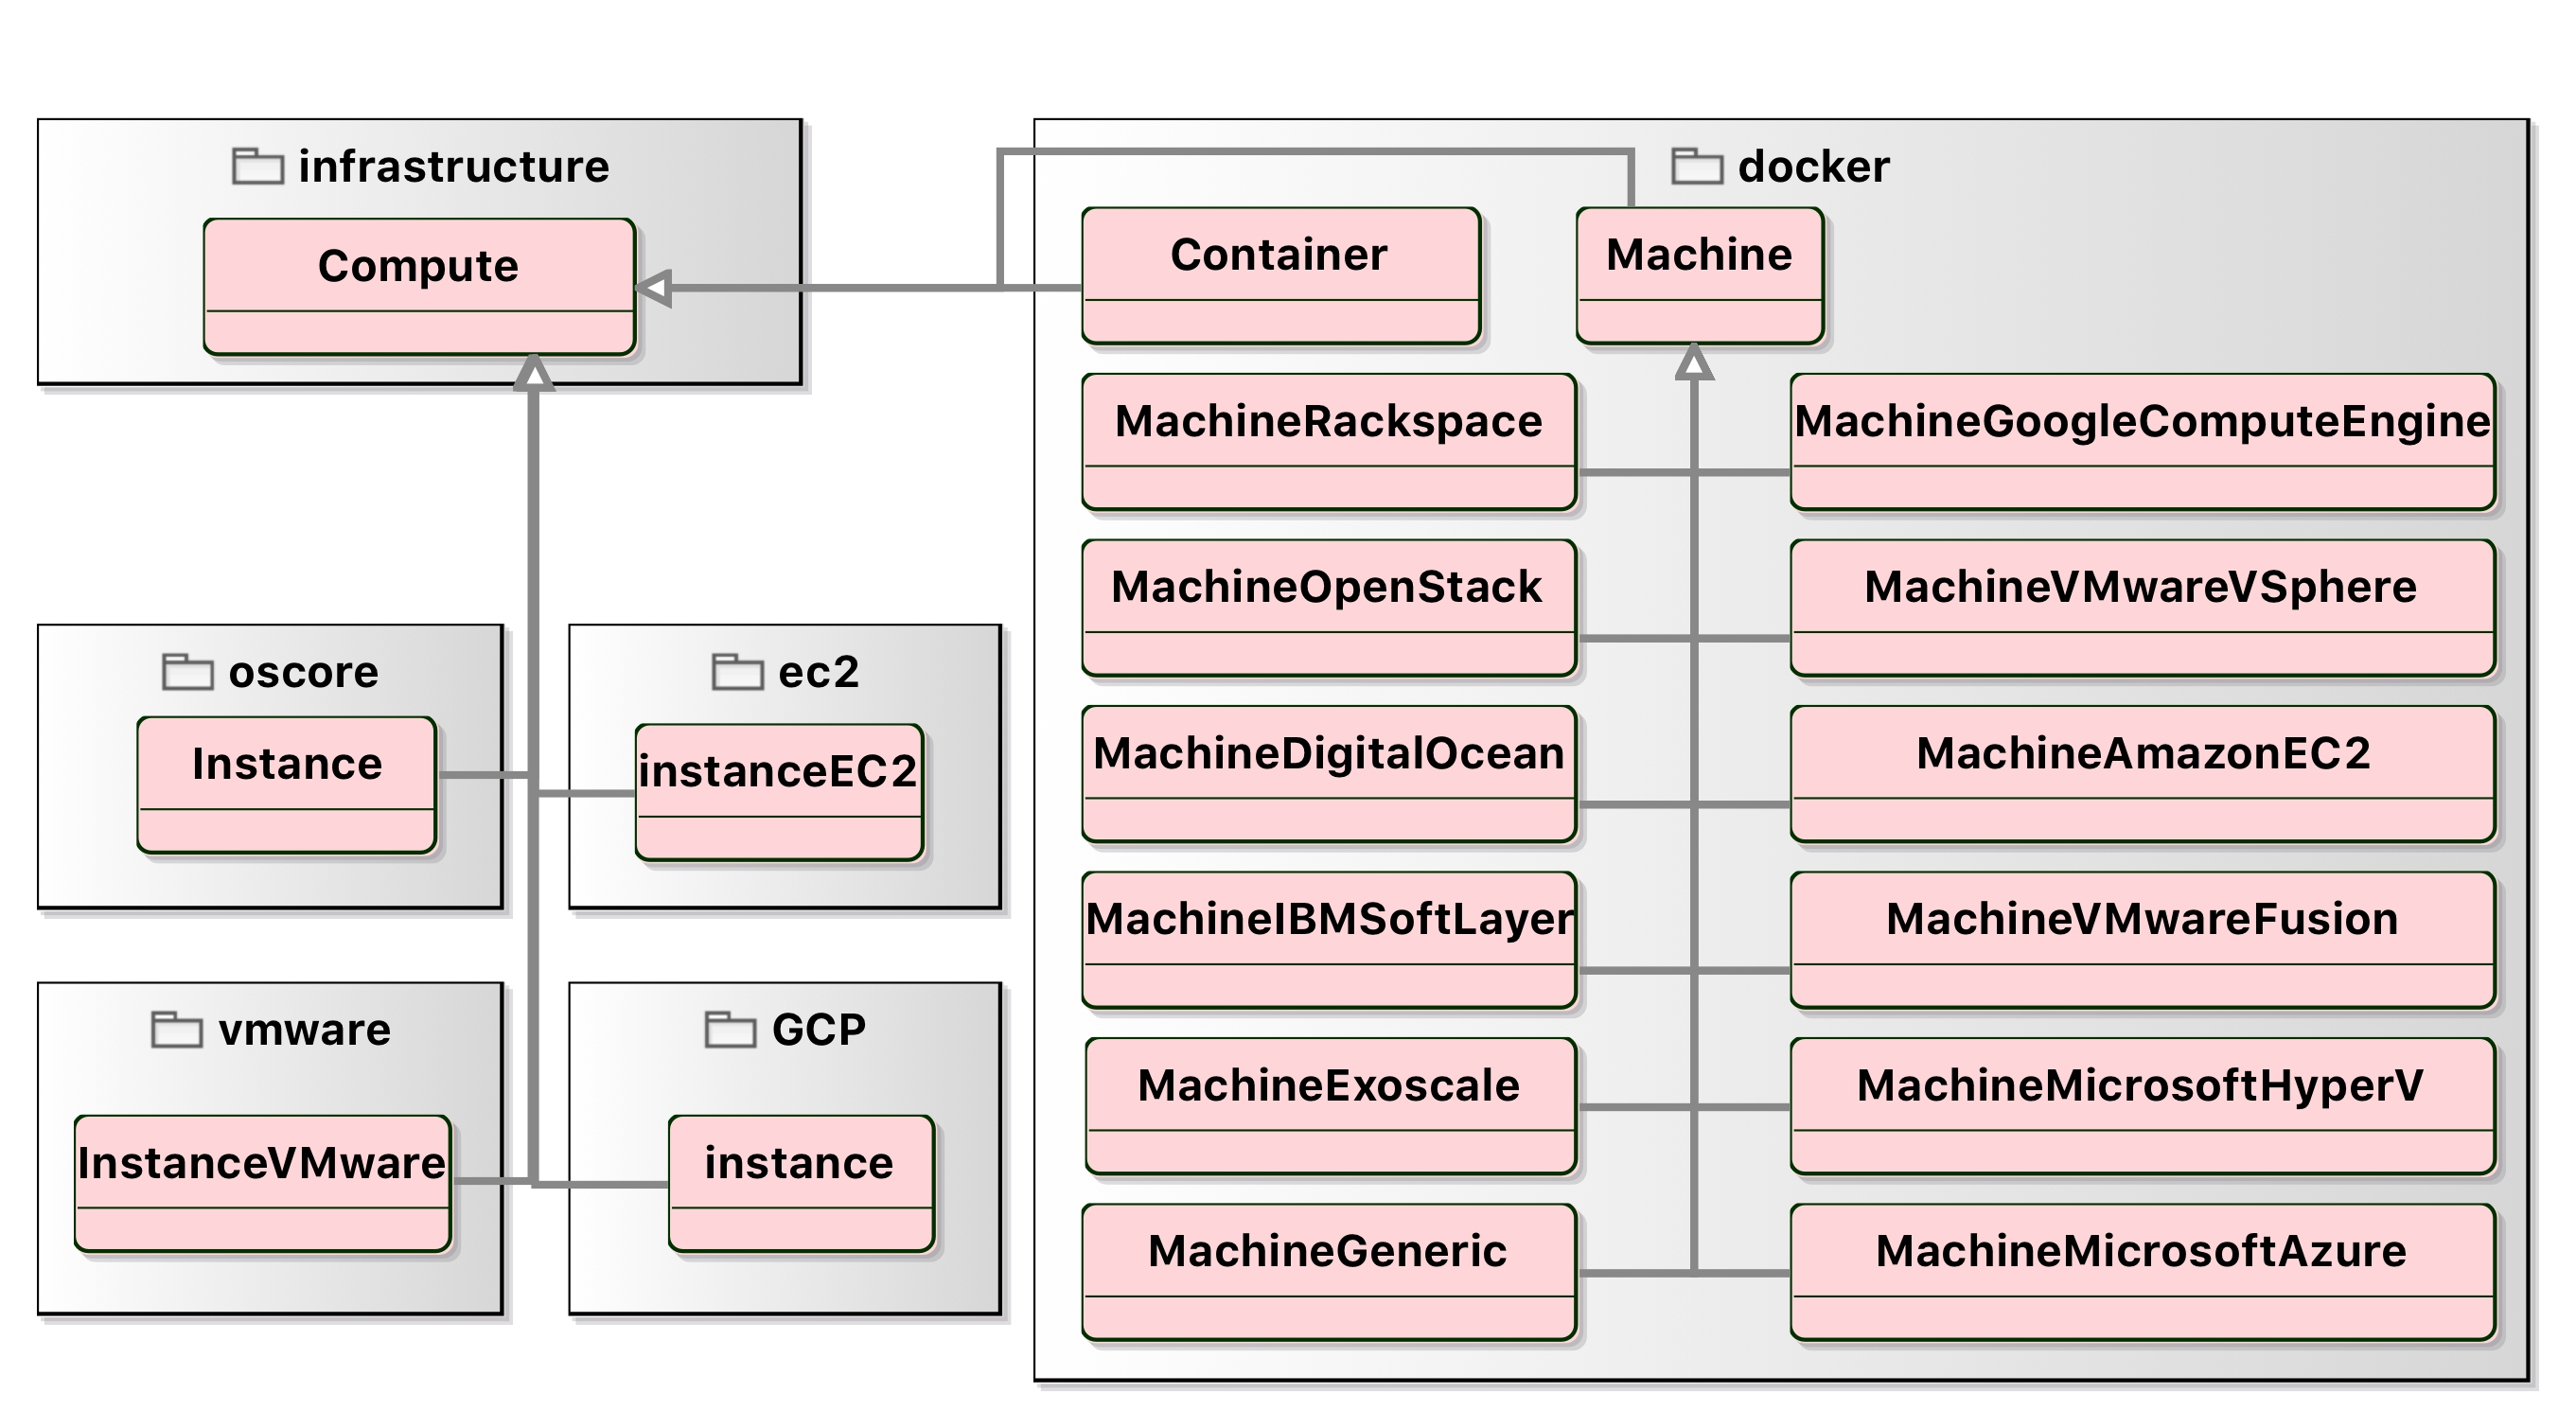 infrastructure
Compute
docker
Container
Machine
MachineRackspace
MachineGoogleComputeEngine
MachineOpenStack
MachineVMwareVSphere
MachineDigitalOcean
MachineAmazonEC2
MachineIBMSoftLayer
MachineVMwareFusion
MachineExoscale
MachineMicrosoftHyperV
MachineGeneric
MachineMicrosoftAzure
oscore
Instance
ec2
instanceEC2
vmware
InstanceVMware
GCP
instance